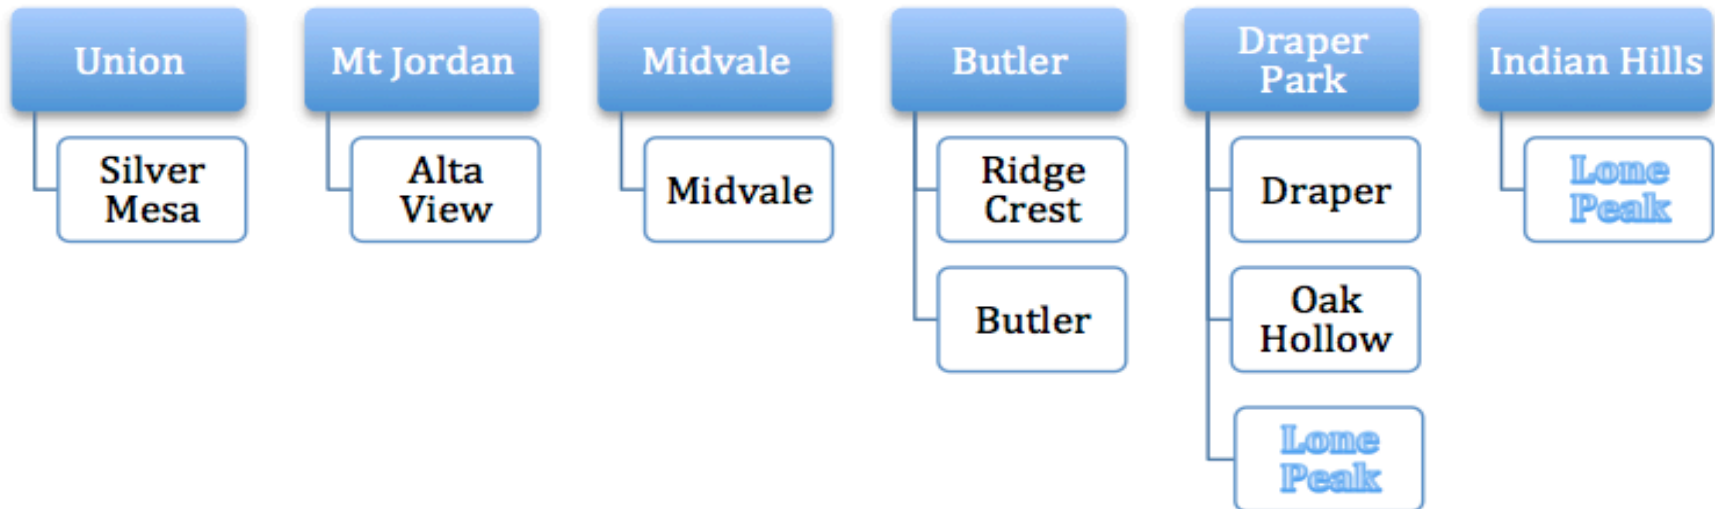 Union
Mt Jordan
Midvale
Butler
Draper
Park
Indian Hills
Silver
Mesa
Alta
View
Midvale
Ridge
Crest
Draper
Lone
Peak
Butler
Oak
Hollow
Lone
Peak